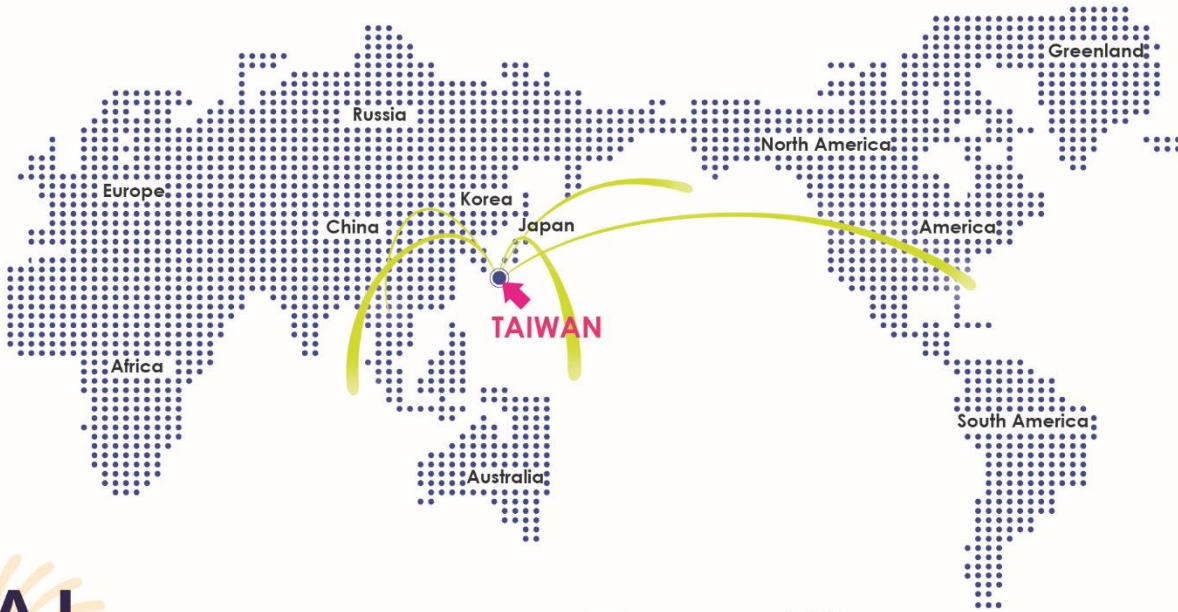 Greenland
Russia
North America
Europe
Korea
China
Japan
America
TAIWAN
Africa
South America
Australia